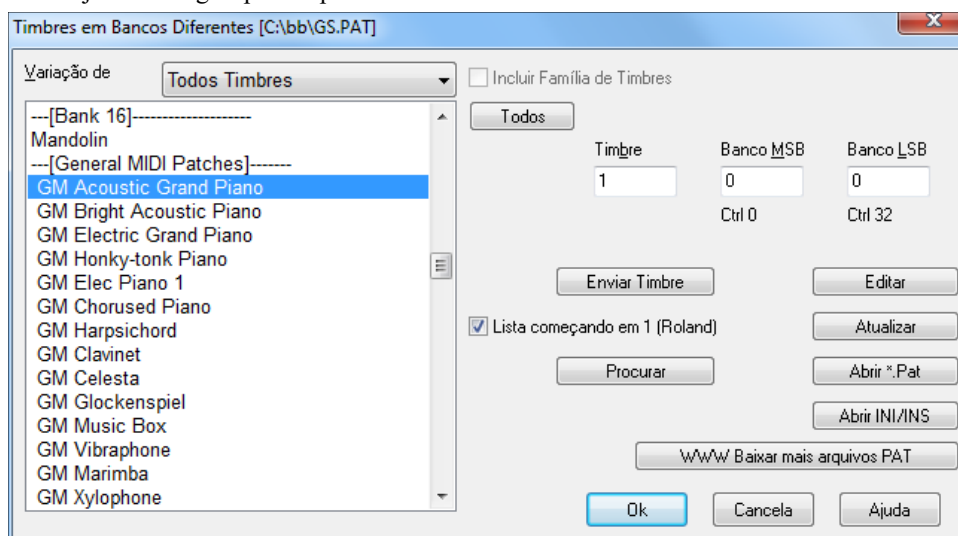 Timbres em Bancos Diferentes [C:\bb\GS.PAT]
Variação de
Todos Timbres
Incluir Família de Timbres
---[Bank 16]--------------------
Mandolin
---[General MIDI Patches]-------
GM Acoustic Grand Piano
GM Bright Acoustic Piano
GM Electric Grand Piano
GM Honky-tonk Piano
GM Elec Piano 1
GM Chorused Piano
GM Harpsichord
GM Clavinet
GM Celesta
GM Glockenspiel
GM Music Box
GM Vibraphone
GM Marimba
GM Xylophone
Todos
Timbre Banco MSB Banco LSB
1 0 0
Ctrl 0 Ctrl 32
Enviar Timbre Editar
Lista começando em 1 (Roland) Atualizar
Procurar Abrir *.Pat
Abrir INI/INS
WWW Baixar mais arquivos PAT
Ok Cancela Ajuda